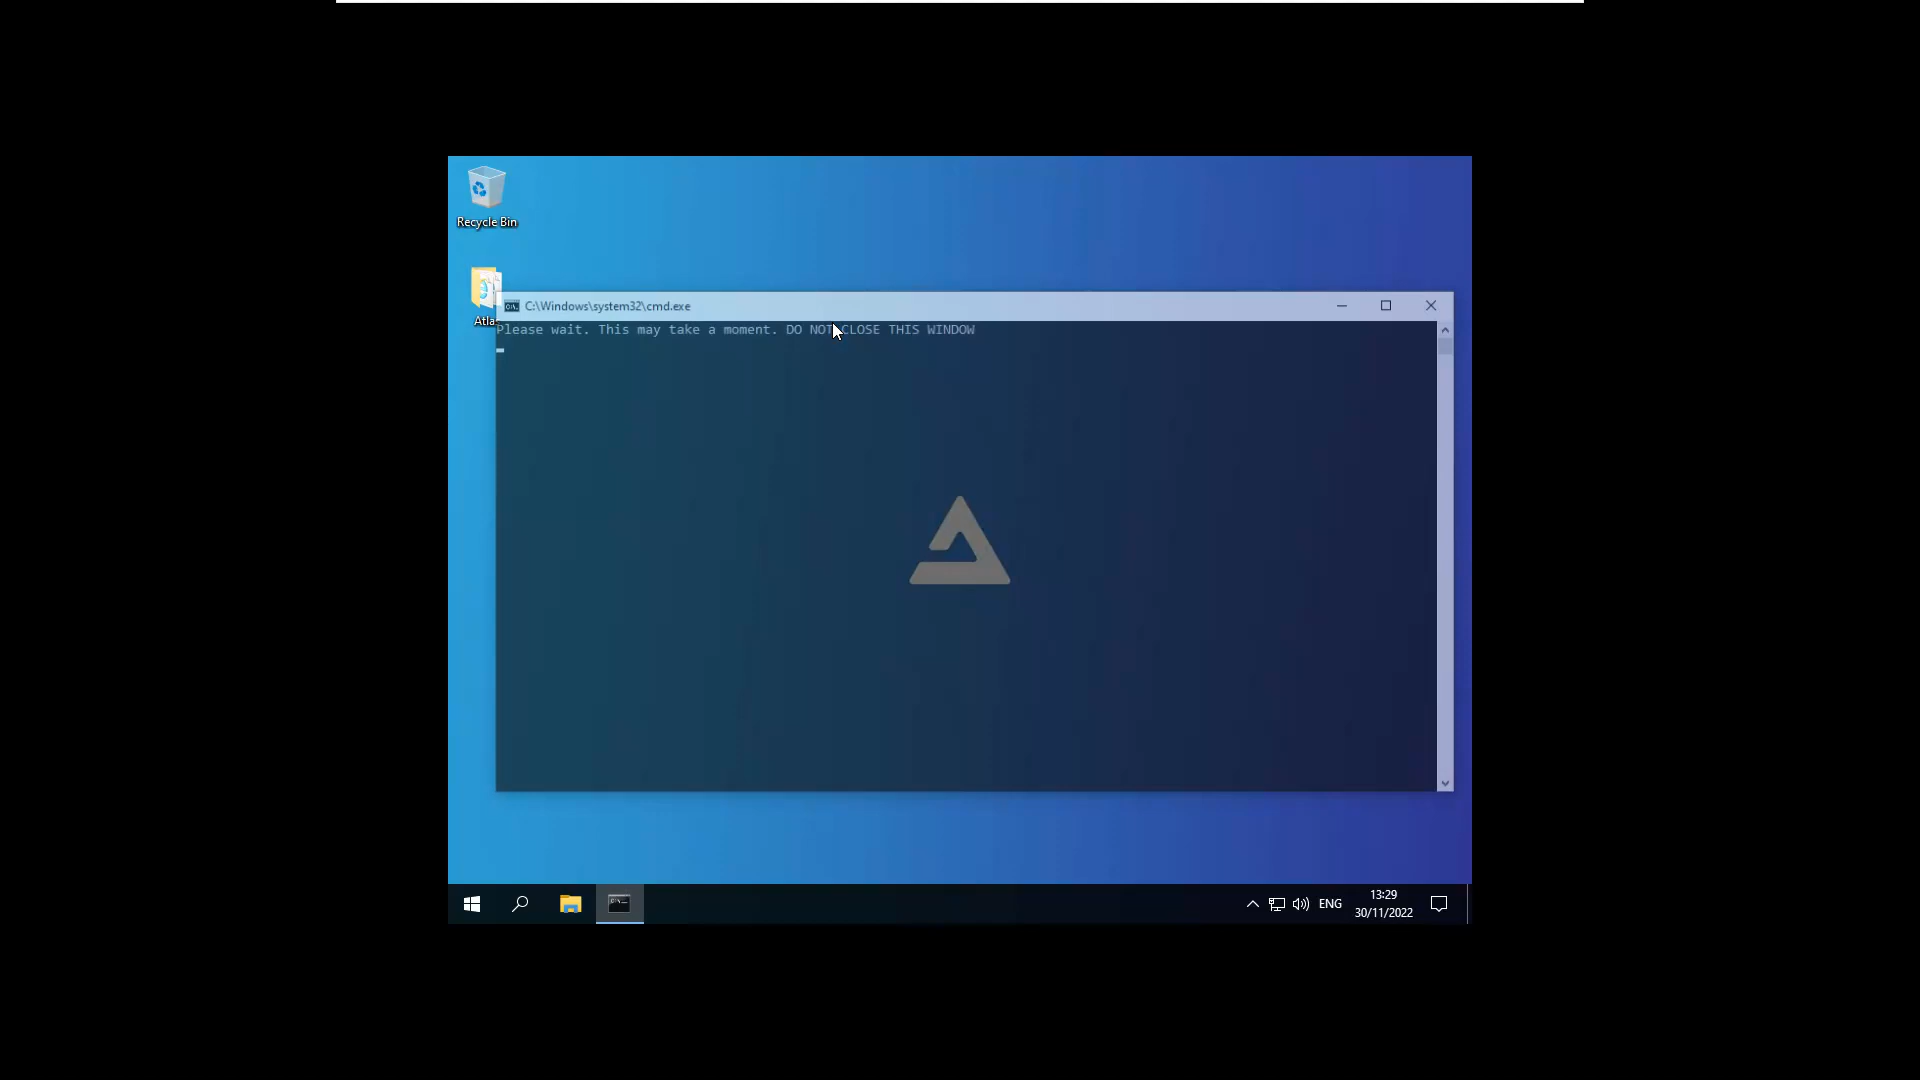 Recycle Bin
C:\Windows\system32\cmd.exe
Atla
Please wait. This may take a moment. DO NOT CLOSE THIS WINDOW
ENG
13:29
30/11/2022